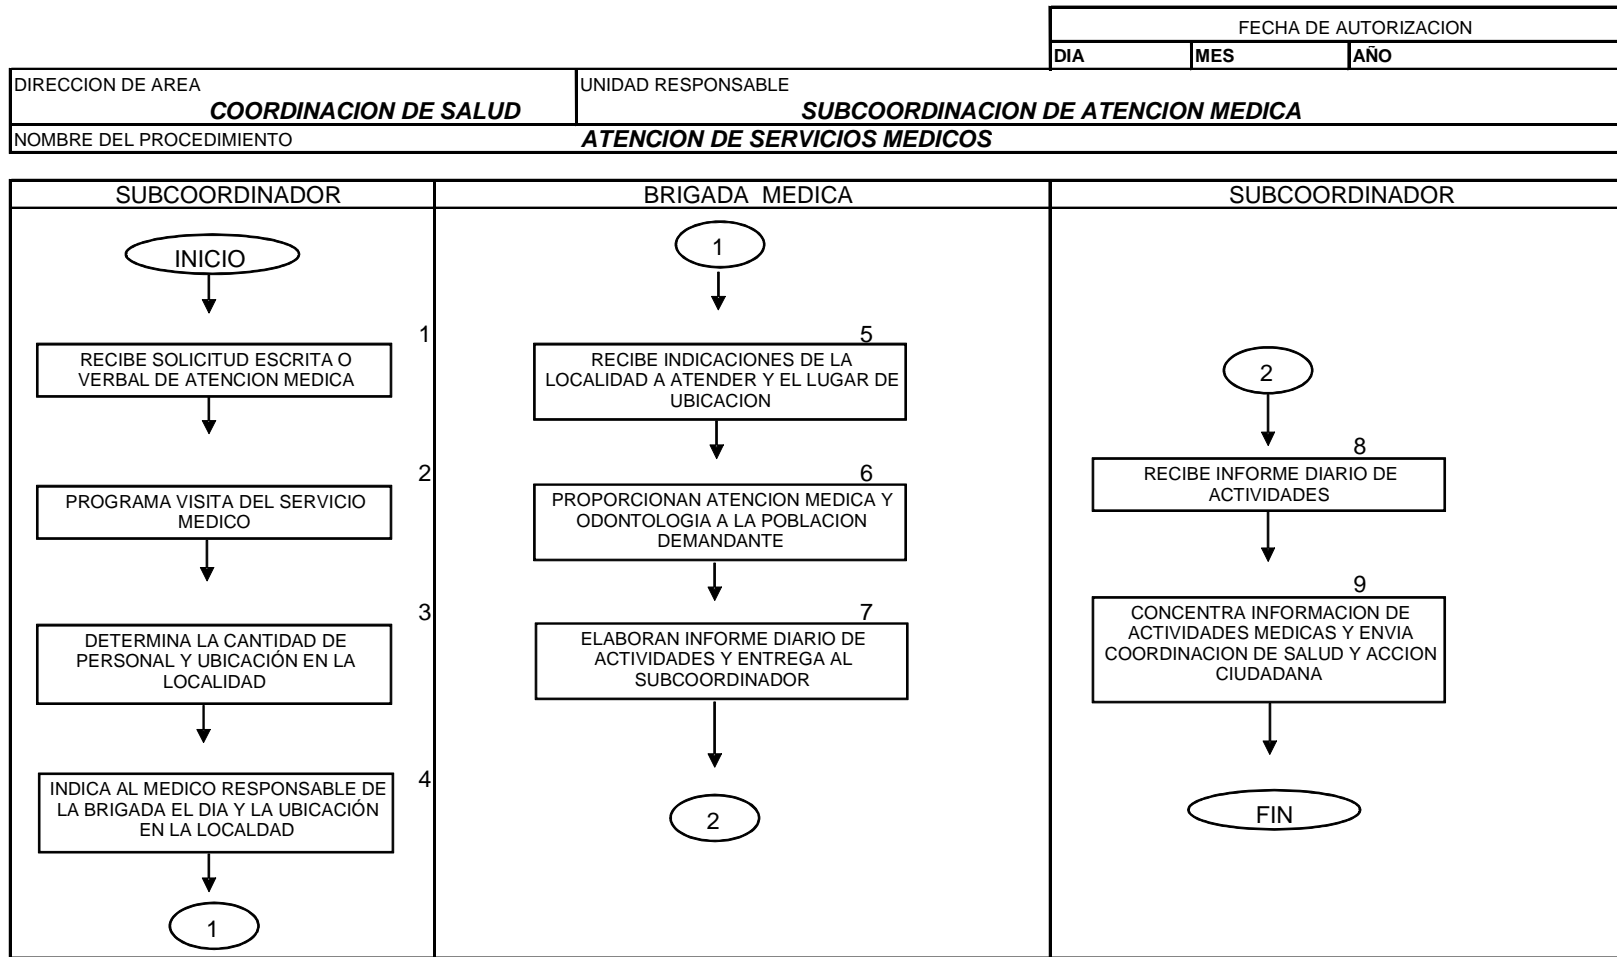 FECHA DE AUTORIZACION
DIA MES AÑO
DIRECCION DE AREA UNIDAD RESPONSABLE
COORDINACION DE SALUD SUBCOORDINACION DE ATENCION MEDICA
NOMBRE DEL PROCEDIMIENTO ATENCION DE SERVICIOS MEDICOS
SUBCOORDINADOR BRIGADA MEDICA SUBCOORDINADOR
INICIO
1
RECIBE SOLICITUD ESCRITA O
VERBAL DE ATENCION MEDICA
2
PROGRAMA VISITA DEL SERVICIO
MEDICO
3
DETERMINA LA CANTIDAD DE
PERSONAL Y UBICACIÓN EN LA
LOCALIDAD
4
INDICA AL MEDICO RESPONSABLE DE
LA BRIGADA EL DIA Y LA UBICACIÓN
EN LA LOCALDAD
1
1
5
RECIBE INDICACIONES DE LA
LOCALIDAD A ATENDER Y EL LUGAR DE
UBICACION
6
PROPORCIONAN ATENCION MEDICA Y
ODONTOLOGIA A LA POBLACION
DEMANDANTE
7
ELABORAN INFORME DIARIO DE
ACTIVIDADES Y ENTREGA AL
SUBCOORDINADOR
2
2
8
RECIBE INFORME DIARIO DE
ACTIVIDADES
9
CONCENTRA INFORMACION DE
ACTIVIDADES MEDICAS Y ENVIA
COORDINACION DE SALUD Y ACCION
CIUDADANA
FIN